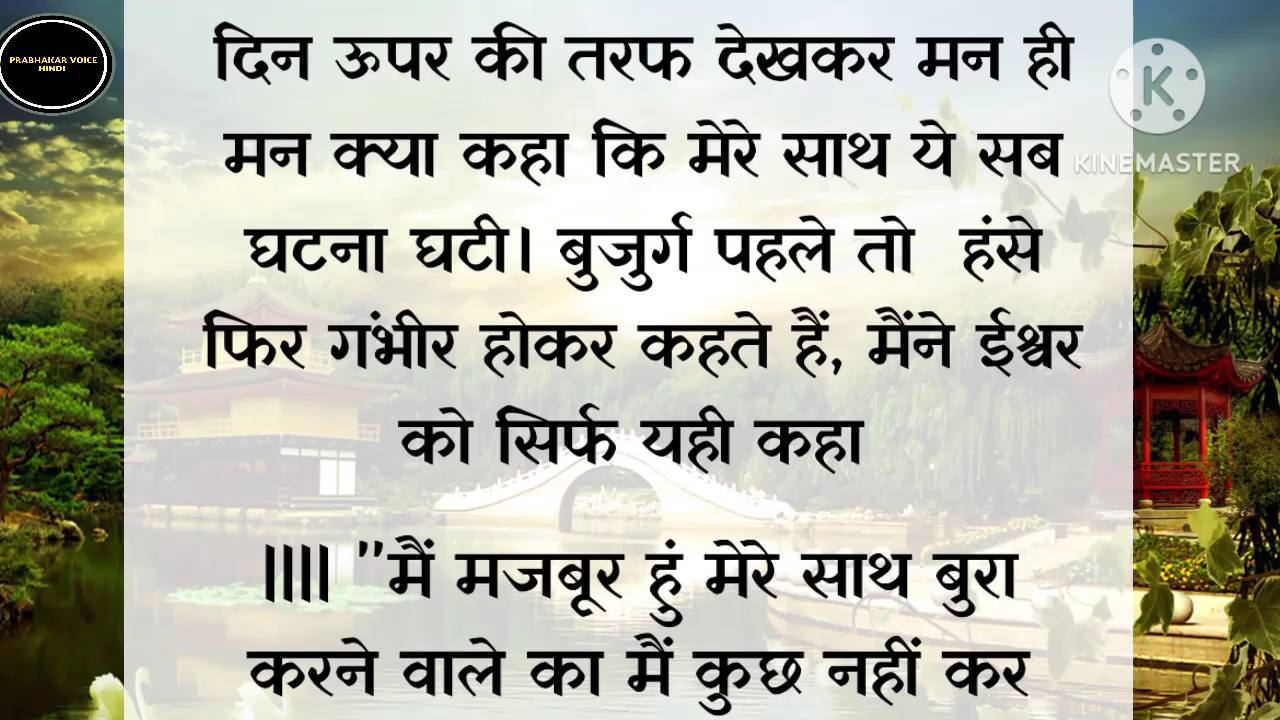 PRABHAKAR VOICE
HINDI
दिन ऊपर की तरफ देखकर मन ही
मन क्या कहा कि मेरे साथ ये सब
घटना घटी। बुजुर्ग पहले तो हंसे
फिर गंभीर होकर कहते हैं, मैंने ईश्वर
को सिर्फ यही कहा
।।।। "मैं मजबूर हुं मेरे साथ बुरा
करने वाले का मैं कुछ नहीं कर
K
KINEMASTER